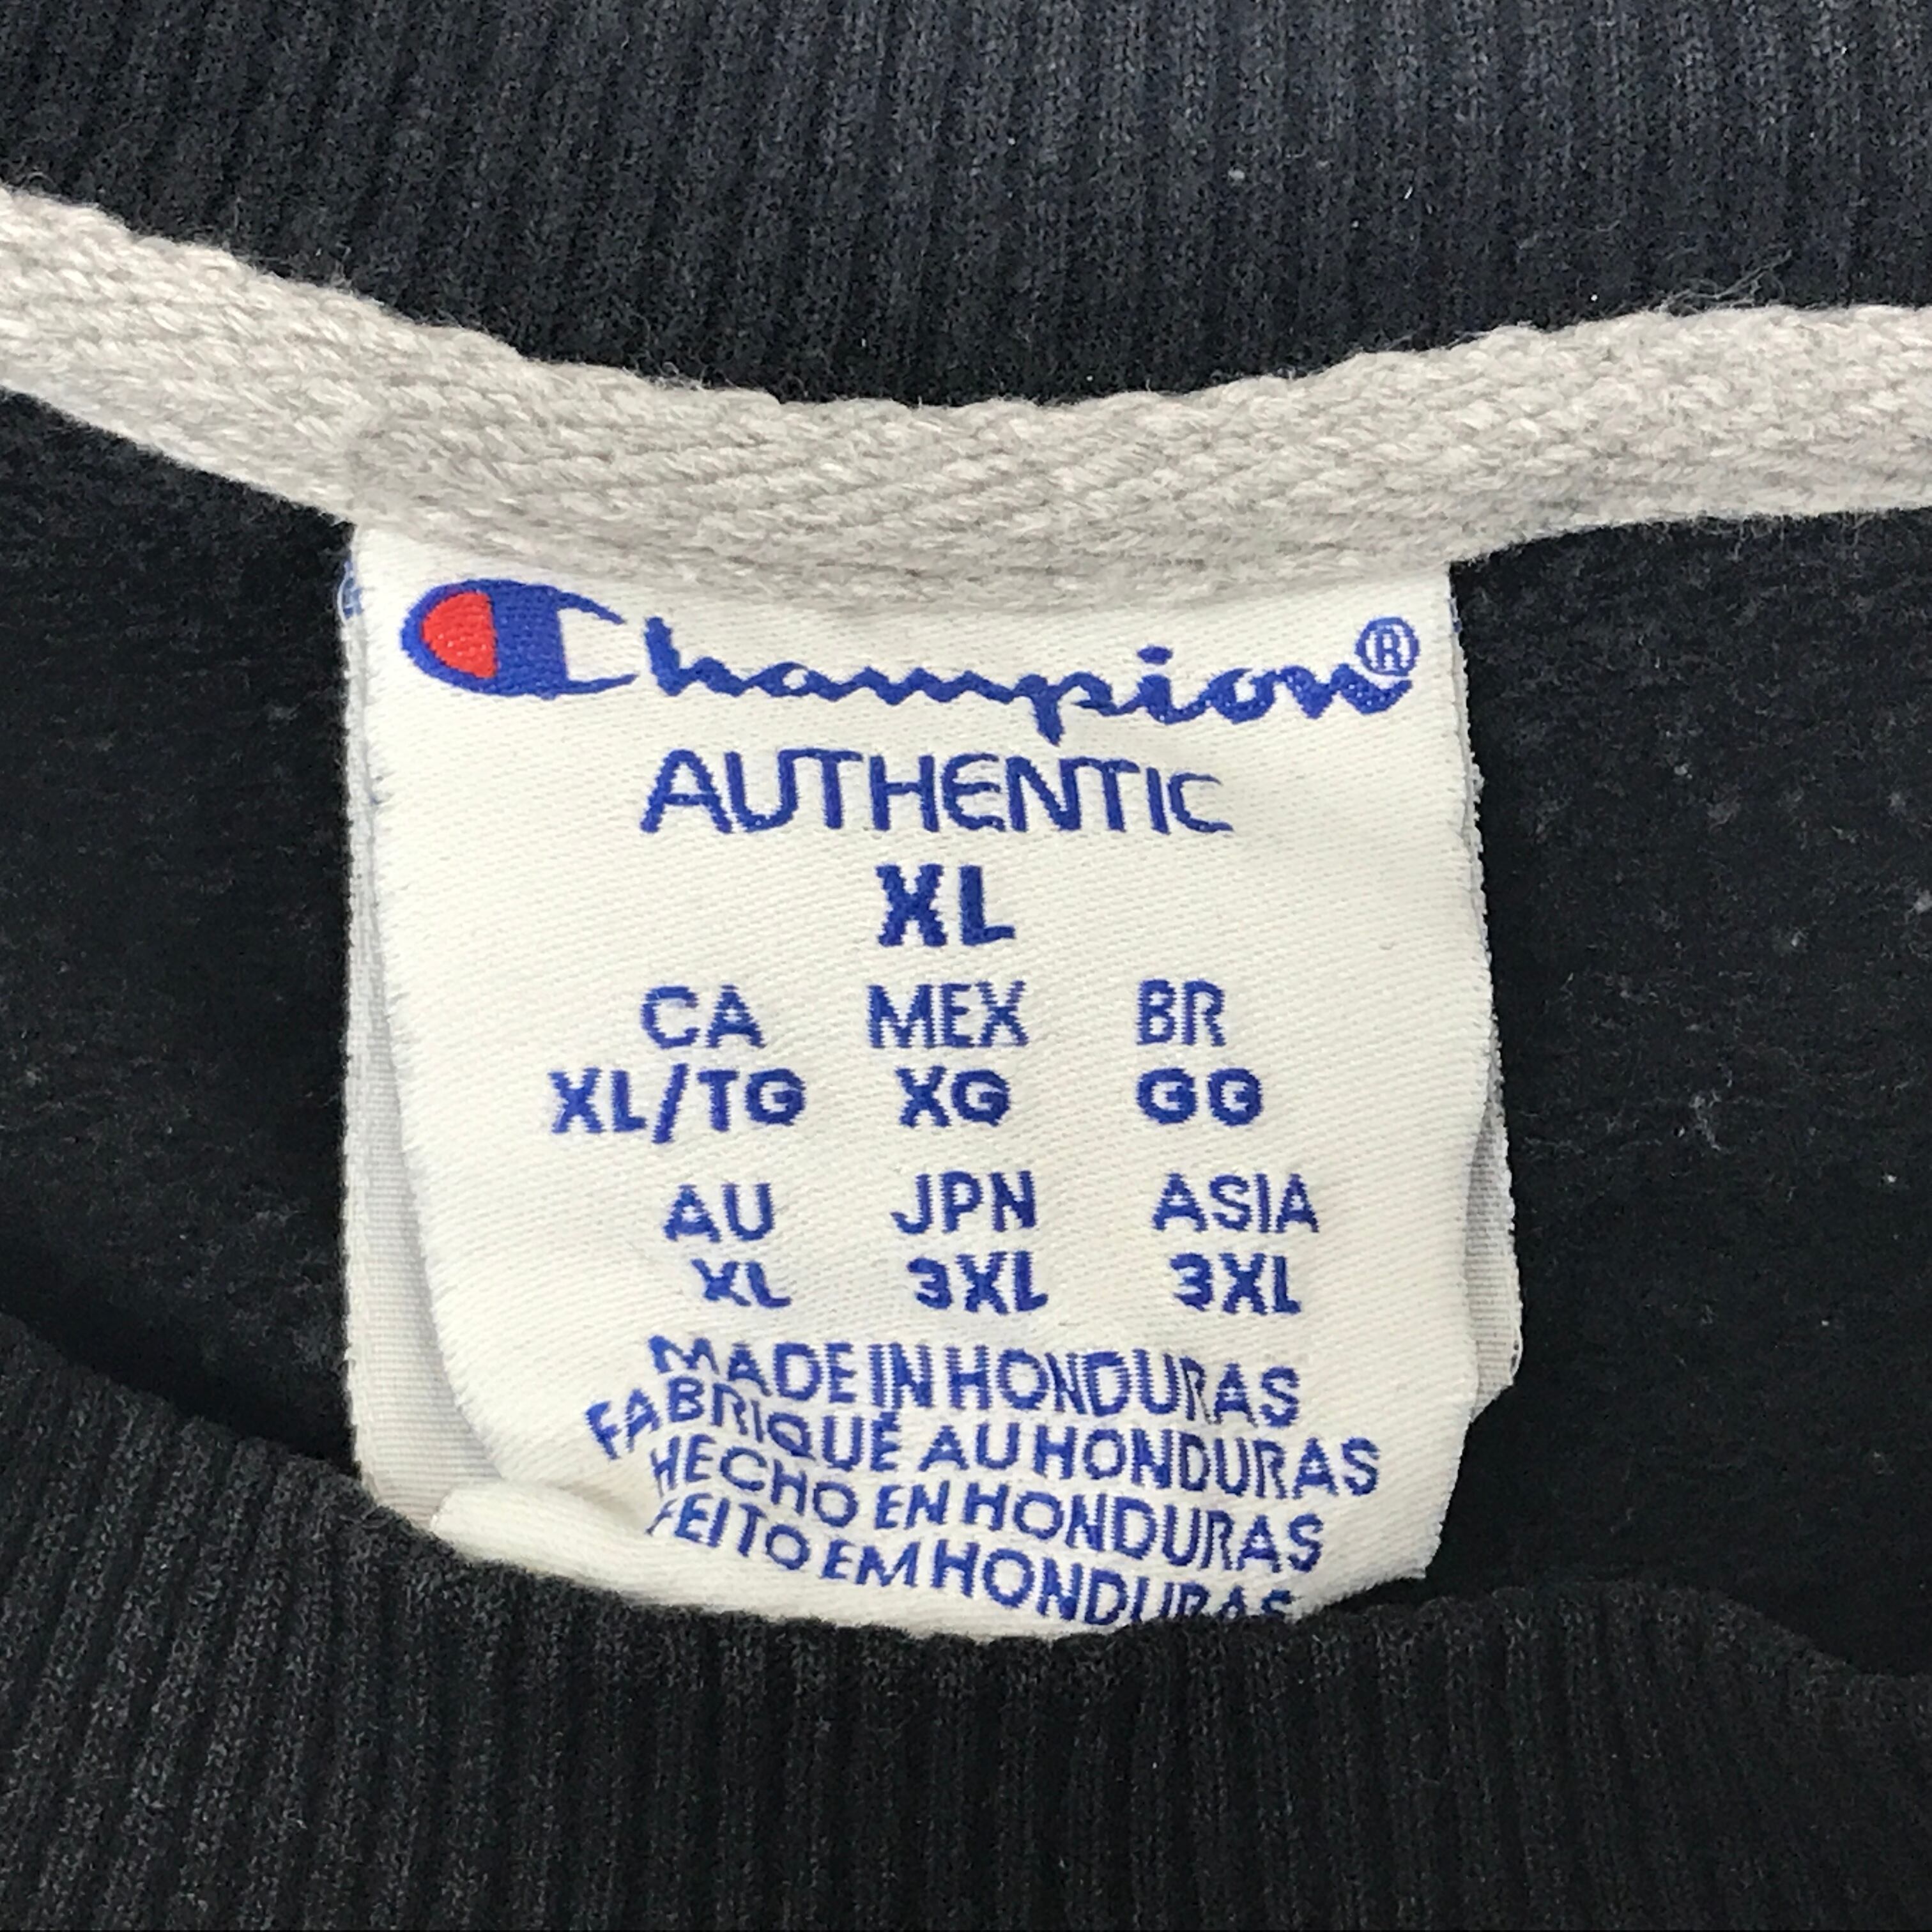 Champion®
AUTHENTIC
XL
CA MEX BR
XL/TG XG GG
AU JPN ASIA
XL 3XL 3XL
MADE IN HONDURAS
FABRIQUÉ AU HONDURAS
HECHO EN HONDURAS
FEITO EM HONDURAS